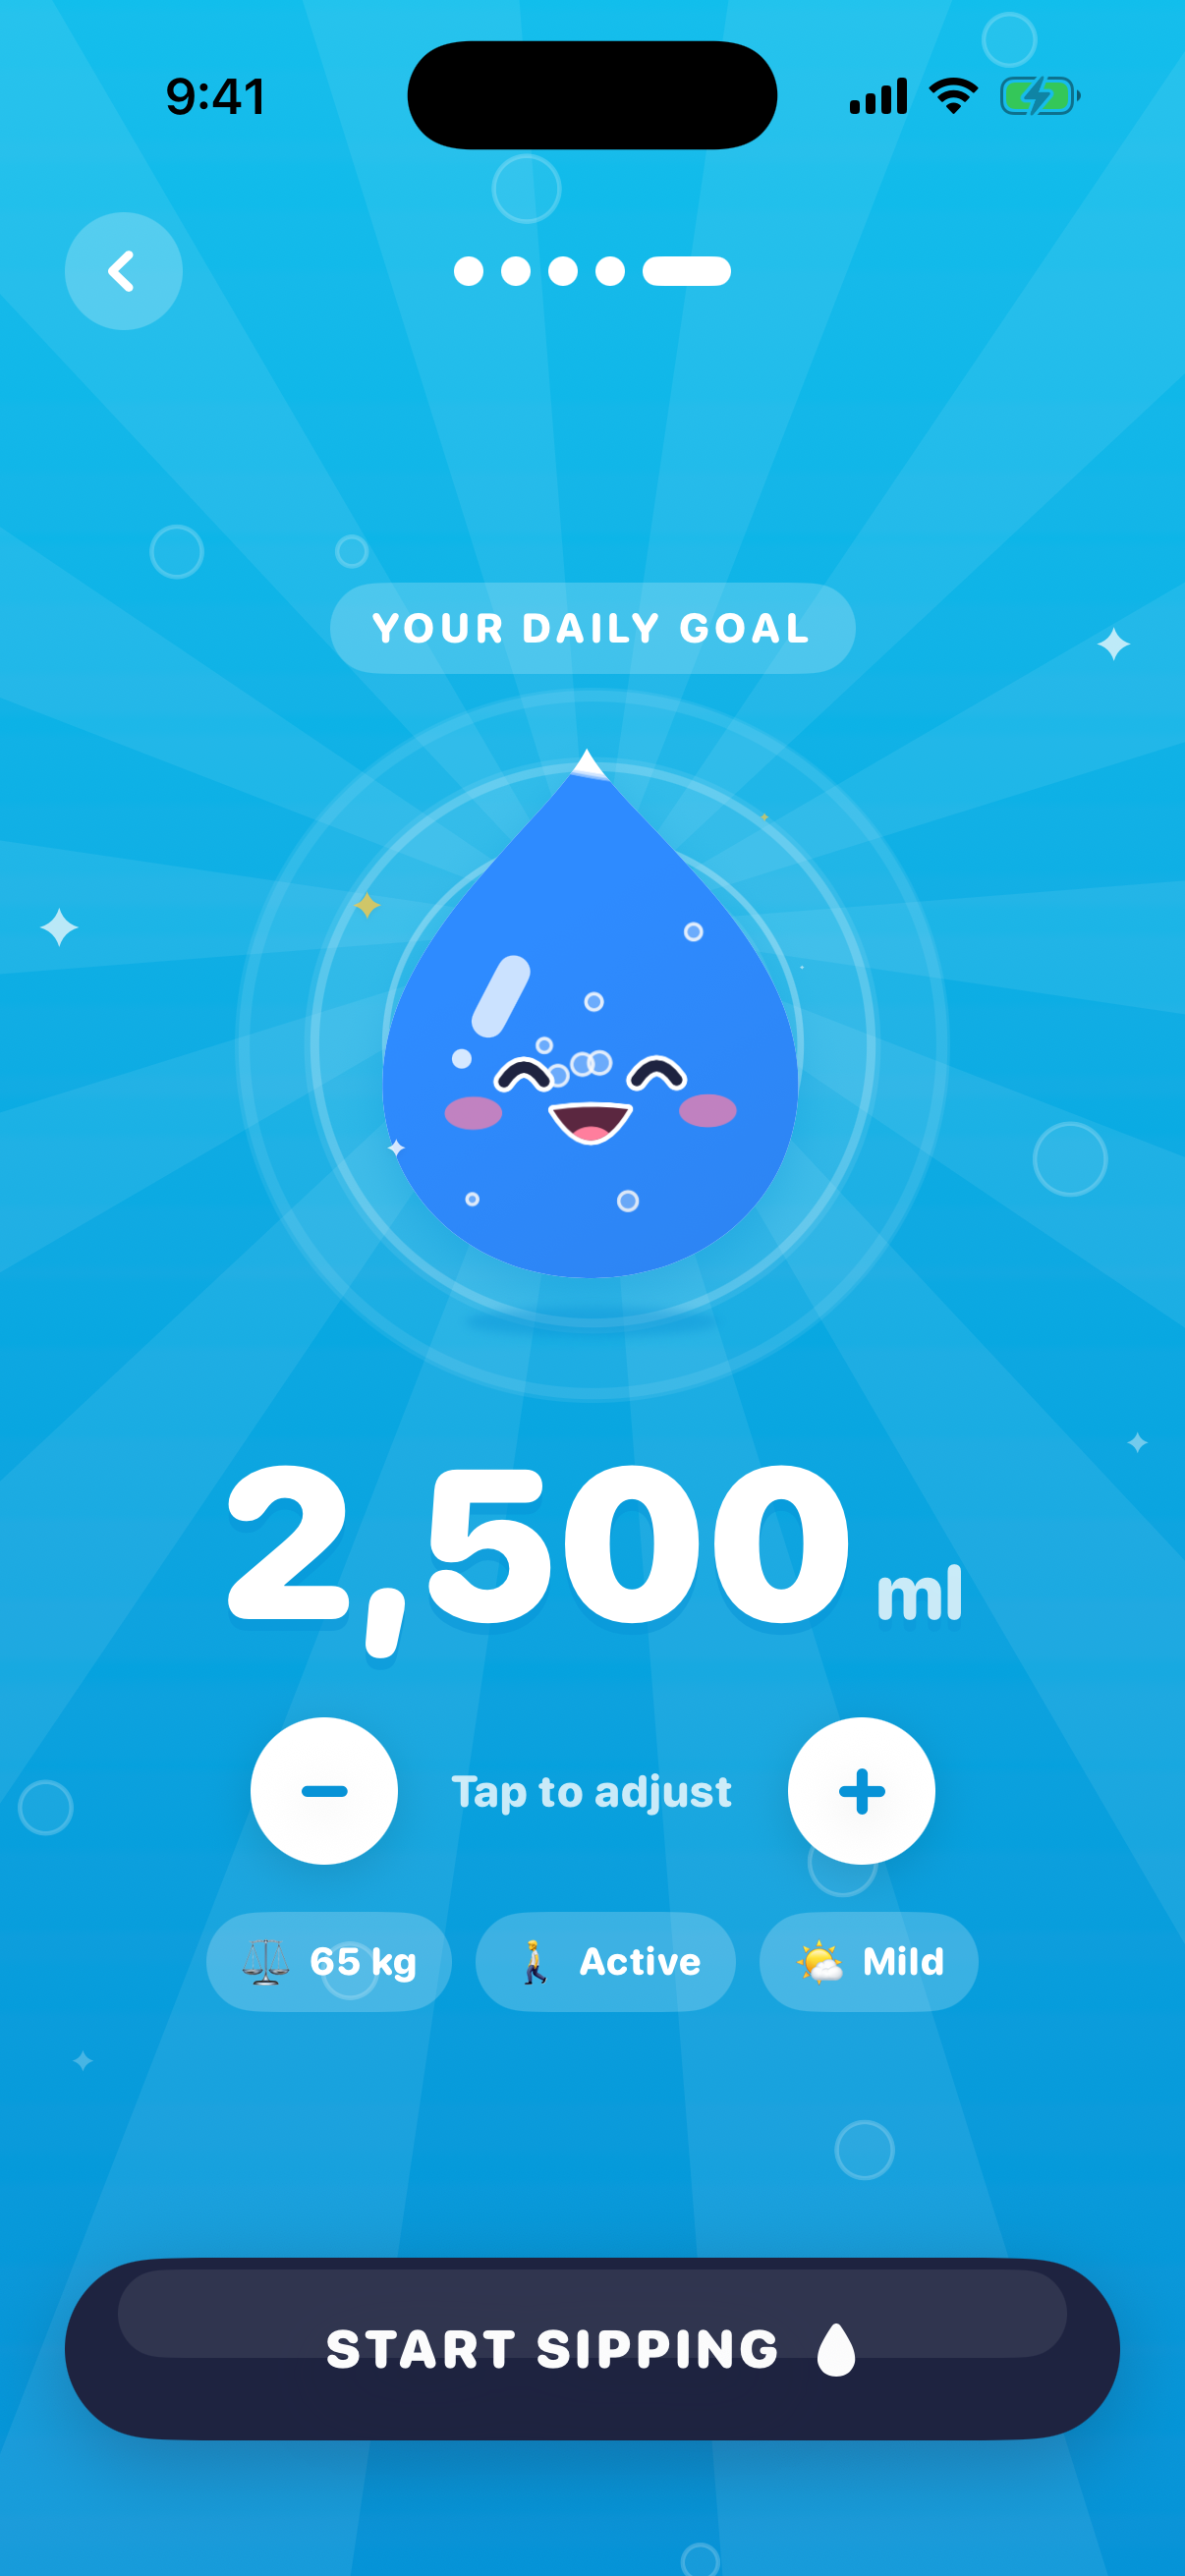 9:41
YOUR DAILY GOAL
2,500 ml
Tap to adjust
65 kg
Active
Mild
START SIPPING